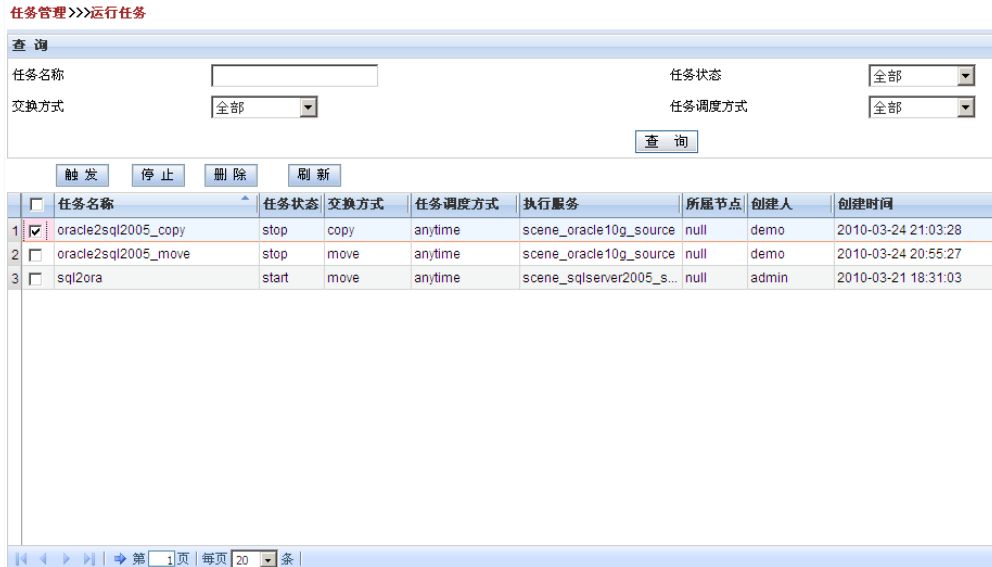 任务管理>>>运行任务
查 询
任务名称 任务状态 全部
交换方式 全部 任务调度方式 全部
查 询
触 发 停 止 删 除 刷 新
任务名称 任务状态 交换方式 任务调度方式 执行服务 所属节点 创建人 创建时间
1 oracle2sql2005_copy stop copy anytime scene_oracle10g_source null demo 2010-03-24 21:03:28
2 oracle2sql2005_move stop move anytime scene_oracle10g_source null demo 2010-03-24 20:55:27
3 sql2ora start move anytime scene_sqlserver2005_s... null admin 2010-03-21 18:31:03
第 1 页 每页 20 条